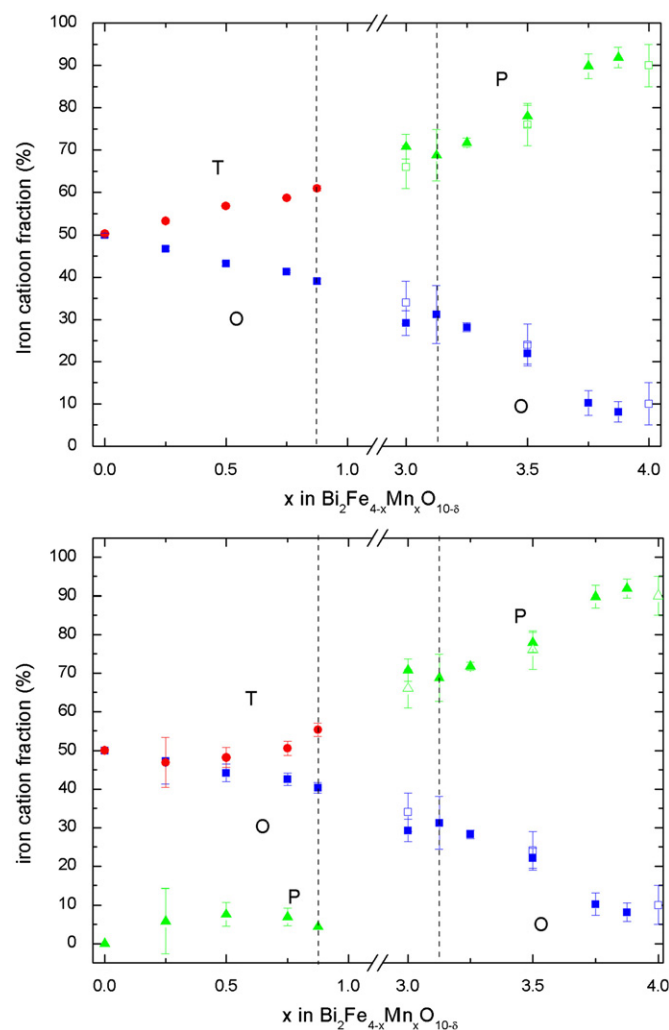 100
90
80
70
60
50
40
30
20
10
0
Iron catioon fraction (%)
T
O
P
O
0.0 0.5 1.0 3.0 3.5 4.0
x in Bi₂Fe₄₋ₓMnₓO₁₀₋δ
100
90
80
70
60
50
40
30
20
10
0
iron cation fraction (%)
T
O
P
P
O
0.0 0.5 1.0 3.0 3.5 4.0
x in Bi₂Fe₄₋ₓMnₓO₁₀₋δ